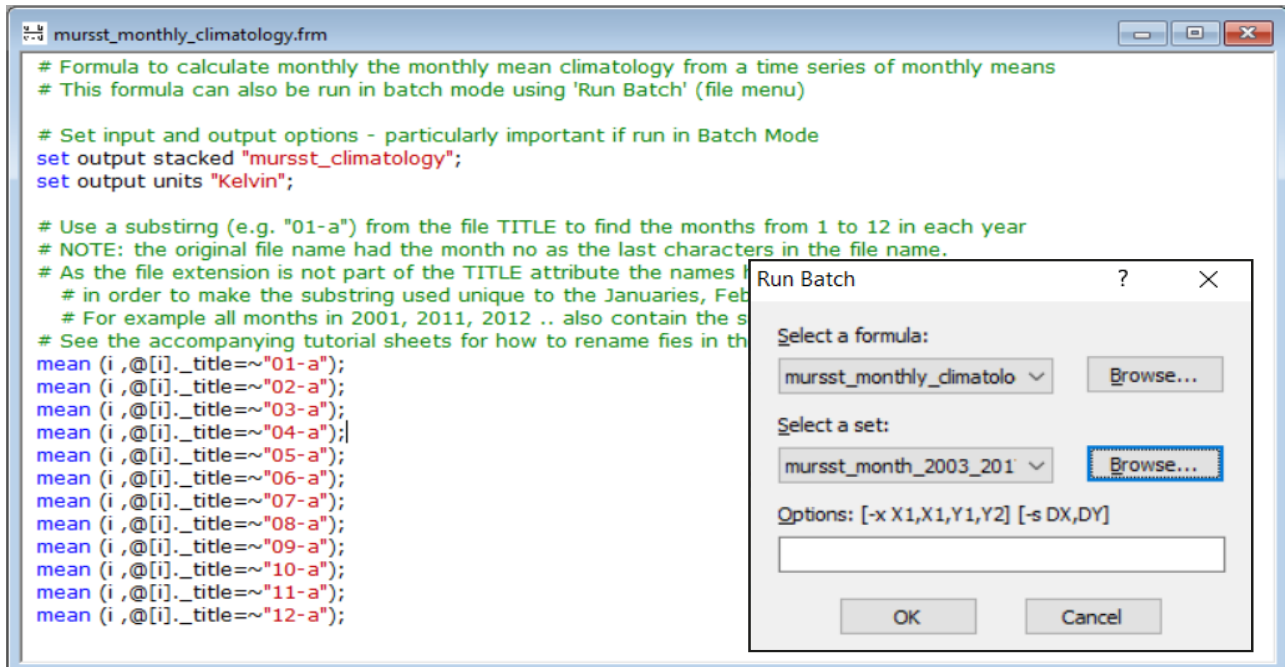 mursst_monthly_climatology.frm
# Formula to calculate monthly the monthly mean climatology from a time series of monthly means
# This formula can also be run in batch mode using 'Run Batch' (file menu)
# Set input and output options - particularly important if run in Batch Mode
set output stacked "mursst_climatology";
set output units "Kelvin";
# Use a substirng (e.g. "01-a") from the file TITLE to find the months from 1 to 12 in each year
# NOTE: the original file name had the month no as the last characters in the file name.
# As the file extension is not part of the TITLE attribute the names
# in order to make the substring used unique to the Januaries,
# For example all months in 2001, 2011, 2012 .. also contain the
# See the accompanying tutorial sheets for how to rename fies in
mean (i ,@[i]._title=~"01-a");
mean (i ,@[i]._title=~"02-a");
mean (i ,@[i]._title=~"03-a");
mean (i ,@[i]._title=~"04-a");
mean (i ,@[i]._title=~"05-a");
mean (i ,@[i]._title=~"06-a");
mean (i ,@[i]._title=~"07-a");
mean (i ,@[i]._title=~"08-a");
mean (i ,@[i]._title=~"09-a");
mean (i ,@[i]._title=~"10-a");
mean (i ,@[i]._title=~"11-a");
mean (i ,@[i]._title=~"12-a");
Run Batch ?
Select a formula:
mursst_monthly_climatolo Browse...
Select a set:
mursst_month_2003_201 Browse...
Options: [-x X1,X1,Y1,Y2] [-s DX,DY]
OK Cancel